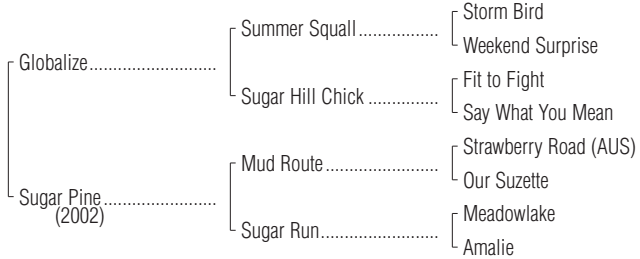 Storm Bird
Summer Squall..................
Weekend Surprise
Globalize............................
Fit to Fight
Sugar Hill Chick ................
Say What You Mean
Strawberry Road (AUS)
Mud Route.........................
Our Suzette
Sugar Pine........................
(2002)
Meadowlake
Sugar Run..........................
Amalie